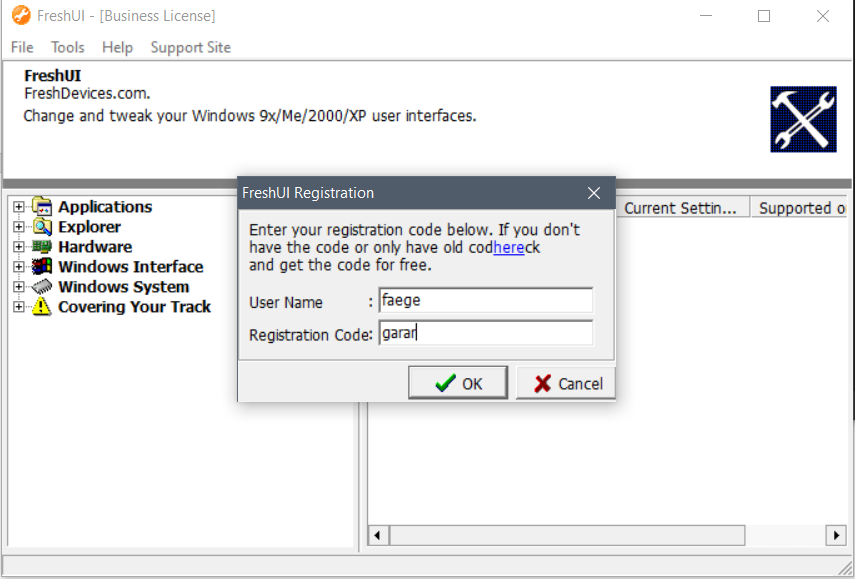 FreshUI - [Business License]
File Tools Help Support Site
FreshUI
FreshDevices.com.
Change and tweak your Windows 9x/Me/2000/XP user interfaces.
Applications
Explorer
Hardware
Windows Interface
Windows System
Covering Your Track
Current Settin... Supported o
FreshUI Registration
Enter your registration code below. If you don't
have the code or only have old codhereck
and get the code for free.
User Name : faege
Registration Code: garar
OK Cancel